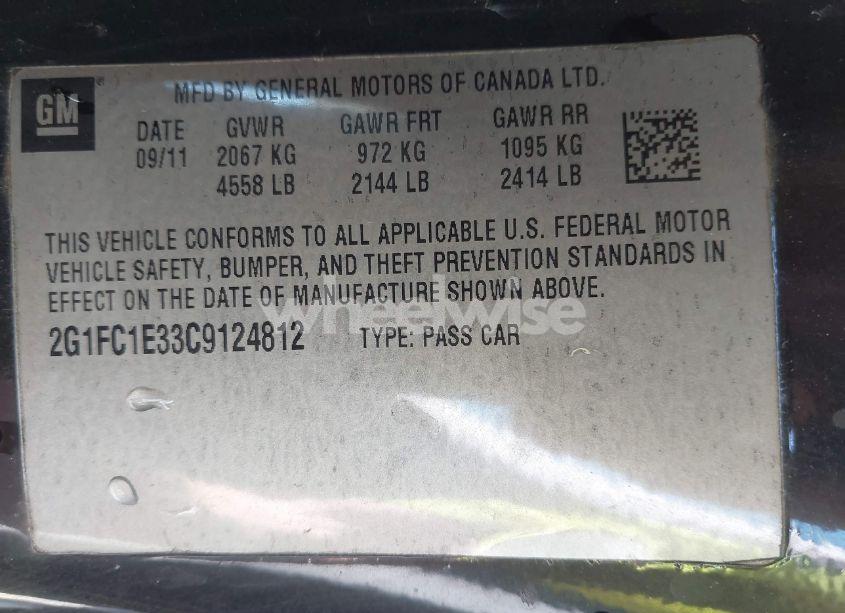 GM
MFD BY GENERAL MOTORS OF CANADA LTD.
DATE GVWR GAWR FRT GAWR RR
09/11 2067 KG 972 KG 1095 KG
4558 LB 2144 LB 2414 LB
THIS VEHICLE CONFORMS TO ALL APPLICABLE U.S. FEDERAL MOTOR
VEHICLE SAFETY, BUMPER, AND THEFT PREVENTION STANDARDS IN
EFFECT ON THE DATE OF MANUFACTURE SHOWN ABOVE.
wheelwise
2G1FC1E33C9124812 TYPE: PASS CAR